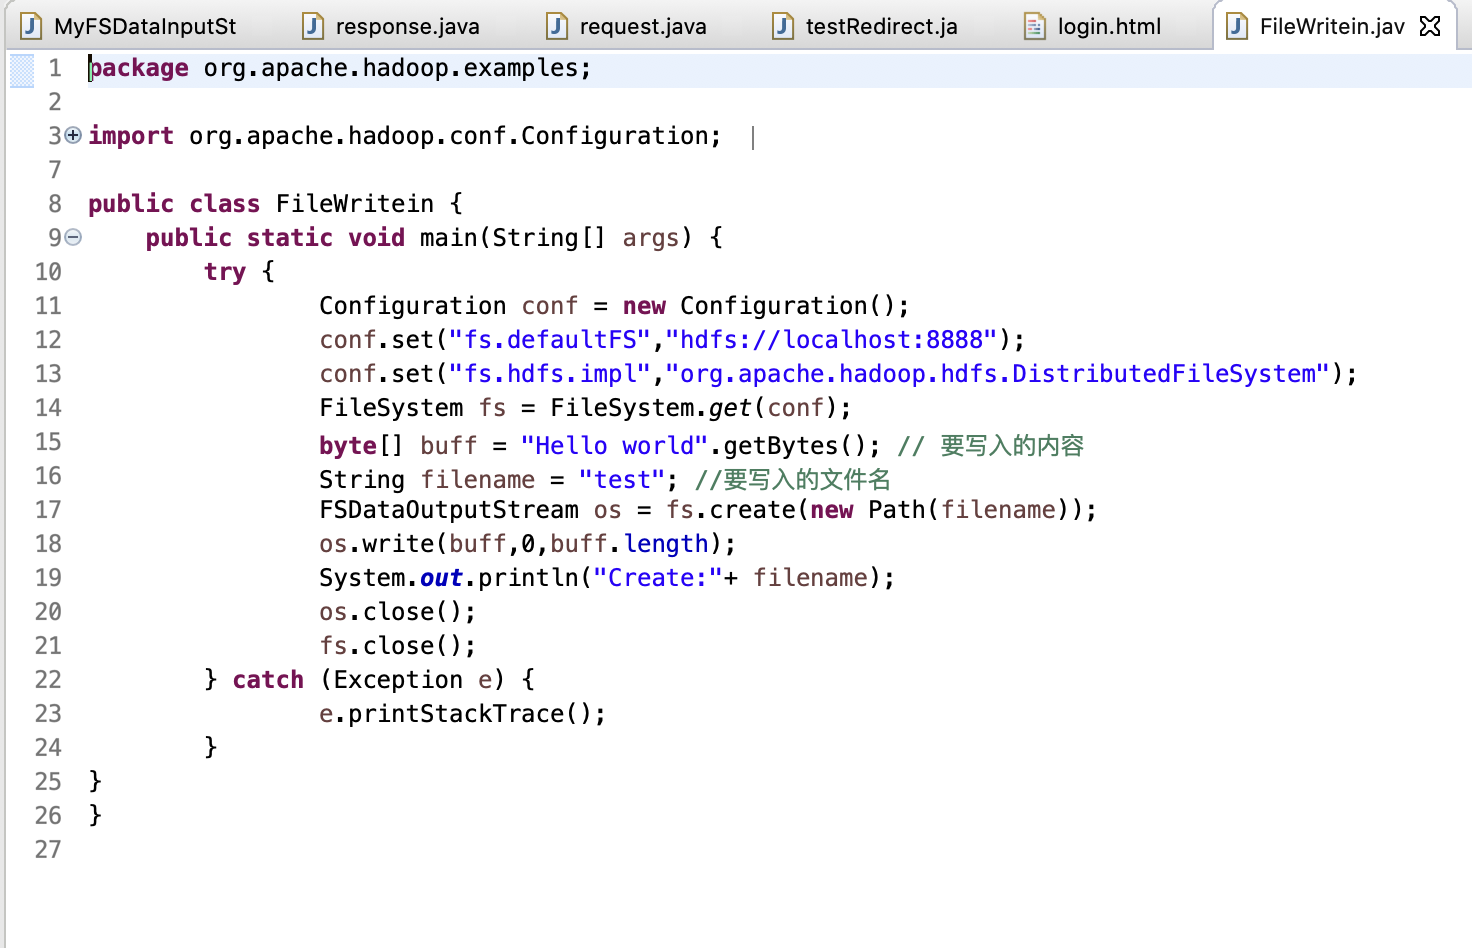 MyFSDataInputSt response.java request.java testRedirect.ja login.html FileWritein.jav
1 package org.apache.hadoop.examples;
2
3 import org.apache.hadoop.conf.Configuration;
7
8 public class FileWritein {
9 public static void main(String[] args) {
10 try {
11 Configuration conf = new Configuration();
12 conf.set("fs.defaultFS","hdfs://localhost:8888");
13 conf.set("fs.hdfs.impl","org.apache.hadoop.hdfs.DistributedFileSystem");
14 FileSystem fs = FileSystem.get(conf);
15 byte[] buff = "Hello world".getBytes(); // 要写入的内容
16 String filename = "test"; //要写入的文件名
17 FSDataOutputStream os = fs.create(new Path(filename));
18 os.write(buff,0,buff.length);
19 System.out.println("Create:"+ filename);
20 os.close();
21 fs.close();
22 } catch (Exception e) {
23 e.printStackTrace();
24 }
25 }
26 }
27